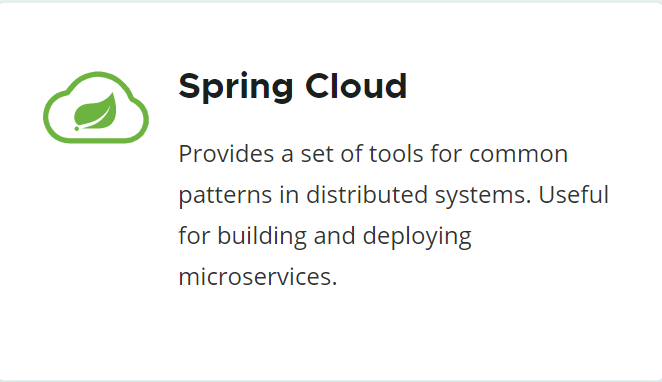 Spring Cloud
Provides a set of tools for common
patterns in distributed systems. Useful
for building and deploying
microservices.